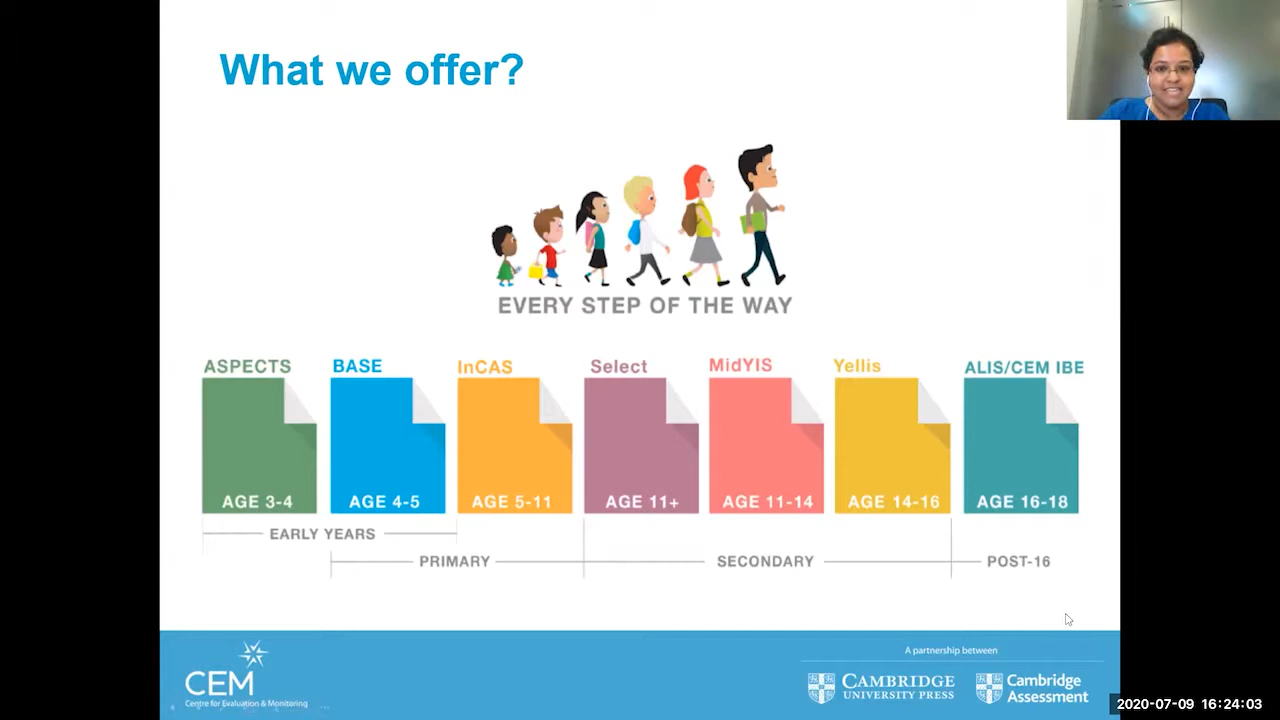 What we offer?
EVERY STEP OF THE WAY
ASPECTS
BASE
InCAS
Select
MidYIS
Yellis
ALIS/CEM IBE
AGE 3-4
AGE 4-5
AGE 5-11
AGE 11+
AGE 11-14
AGE 14-16
AGE 16-18
EARLY YEARS
PRIMARY
SECONDARY
POST-16
CEM
Centre for Evaluation & Monitoring
A partnership between
CAMBRIDGE
UNIVERSITY PRESS
Cambridge
Assessment
2020-07-09 16:24:03